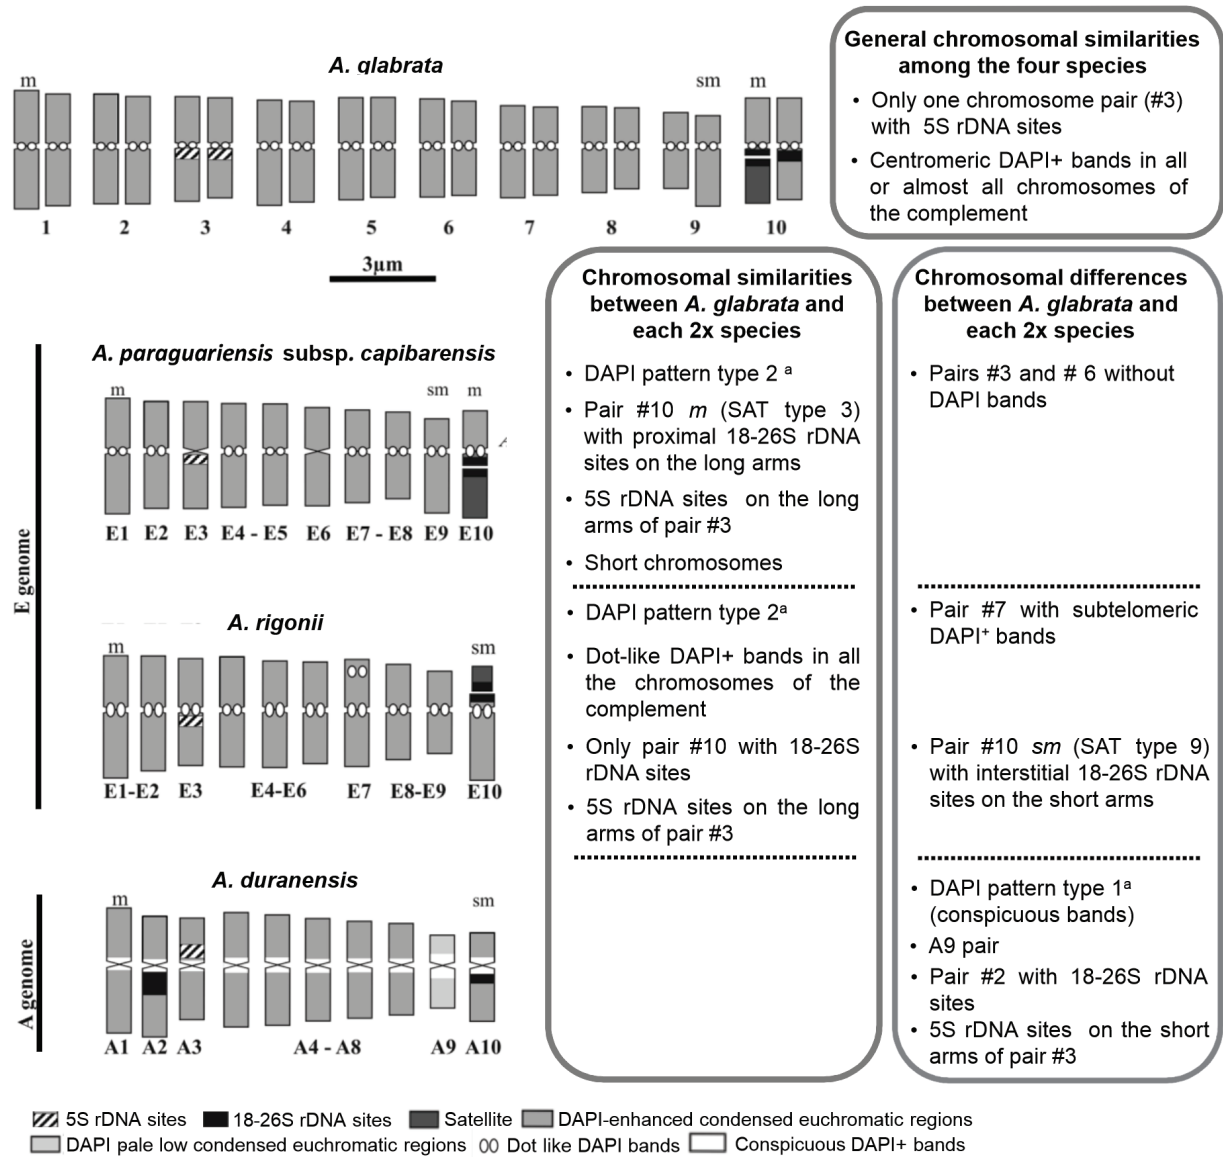 A. glabrata
m
sm
m
1 2 3 4 5 6 7 8 9 10
3μm
General chromosomal similarities
among the four species
• Only one chromosome pair (#3)
with 5S rDNA sites
• Centromeric DAPI+ bands in all
or almost all chromosomes of
the complement
A. paraguariensis subsp. capibarensis
m
sm
m
E1 E2 E3 E4 - E5 E6 E7 - E8 E9 E10
E genome
A. rigonii
m
sm
E1-E2 E3 E4-E6 E7 E8-E9 E10
A. duranensis
m
sm
A1 A2 A3 A4 - A8 A9 A10
A genome
Chromosomal similarities
between A. glabrata and
each 2x species
• DAPI pattern type 2 ᵃ
• Pair #10 m (SAT type 3)
with proximal 18-26S rDNA
sites on the long arms
• 5S rDNA sites on the long
arms of pair #3
• Short chromosomes
• DAPI pattern type 2ᵃ
• Dot-like DAPI+ bands in all
the chromosomes of the
complement
• Only pair #10 with 18-26S
rDNA sites
• 5S rDNA sites on the long
arms of pair #3
Chromosomal differences
between A. glabrata and
each 2x species
• Pairs #3 and # 6 without
DAPI bands
• Pair #7 with subtelomeric
DAPI⁺ bands
• Pair #10 sm (SAT type 9)
with interstitial 18-26S rDNA
sites on the short arms
• DAPI pattern type 1ᵃ
(conspicuous bands)
• A9 pair
• Pair #2 with 18-26S rDNA
sites
• 5S rDNA sites on the short
arms of pair #3
5S rDNA sites 18-26S rDNA sites Satellite DAPI-enhanced condensed euchromatic regions
DAPI pale low condensed euchromatic regions Dot like DAPI bands Conspicuous DAPI+ bands